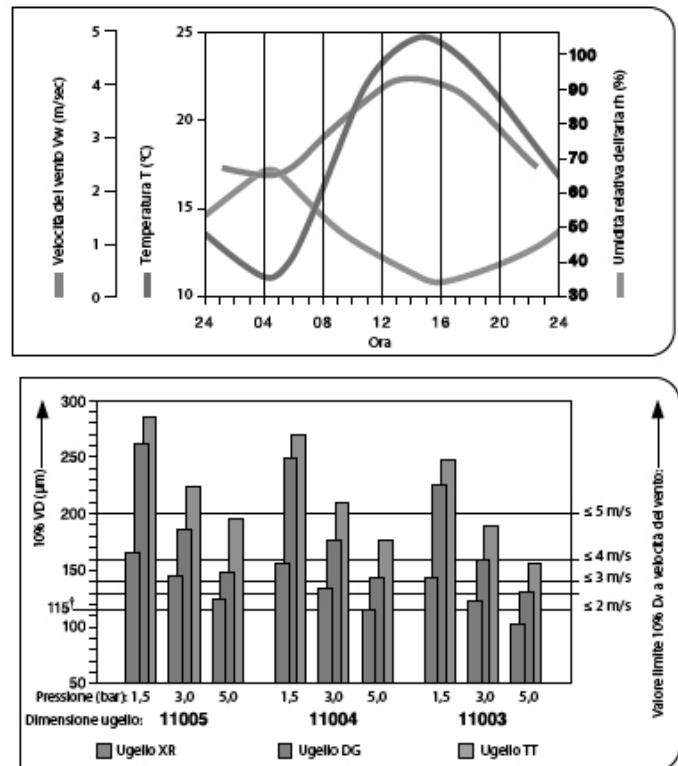 Velocità del vento Vw (m/sec)
5
4
3
2
1
0
Temperatura T (°C)
25
20
15
10
100
90
80
70
60
50
40
30
Umidità relativa dell'aria rh (%)
24 04 08 12 16 20 24
Ora
10% VD (µm)
300
250
200
150
115†
100
50
≤ 5 m/s
≤ 4 m/s
≤ 3 m/s
≤ 2 m/s
Valore limite 10% Dv a velocità del vento:
Pressione (bar): 1,5 3,0 5,0 1,5 3,0 5,0 1,5 3,0 5,0
Dimensione ugello: 11005 11004 11003
Ugello XR Ugello DG Ugello TT